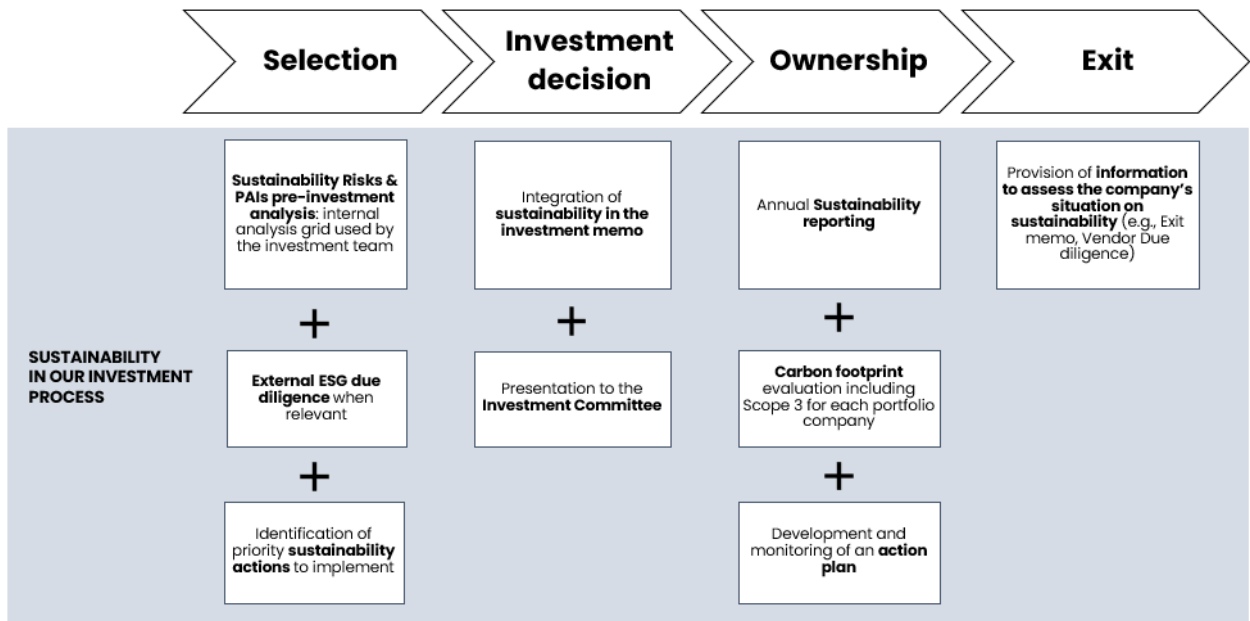 Selection
Investment
decision
Ownership
Exit
SUSTAINABILITY
IN OUR INVESTMENT
PROCESS
Sustainability Risks &
PAIs pre-investment
analysis: internal
analysis grid used by
the investment team
+
External ESG due
diligence when
relevant
+
Identification of
priority sustainability
actions to implement
Integration of
sustainability in the
investment memo
+
Presentation to the
Investment Committee
Annual Sustainability
reporting
+
Carbon footprint
evaluation including
Scope 3 for each portfolio
company
+
Development and
monitoring of an action
plan
Provision of information
to assess the company's
situation on
sustainability (e.g., Exit
memo, Vendor Due
diligence)